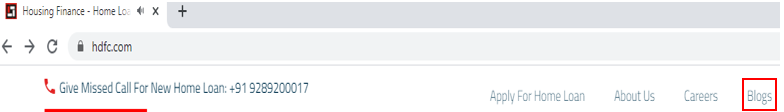 Housing Finance - Home Loa
hdfc.com
Give Missed Call For New Home Loan: +91 9289200017
Apply For Home Loan About Us Careers Blogs